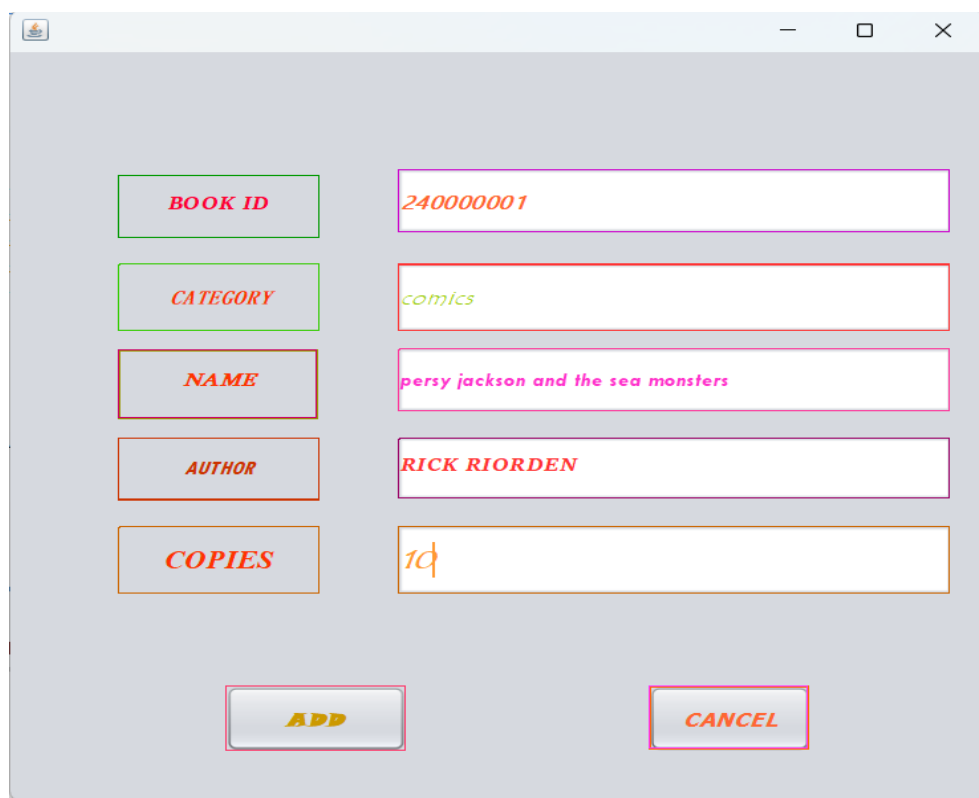 BOOK ID 240000001
CATEGORY comics
NAME persy jackson and the sea monsters
AUTHOR RICK RIORDEN
COPIES 10
ADD CANCEL